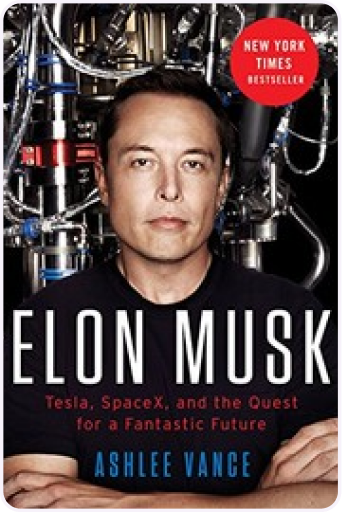 NEW YORK
TIMES
BESTSELLER
ELON MUSK
Tesla, SpaceX, and the Quest
for a Fantastic Future
ASHLEE VANCE